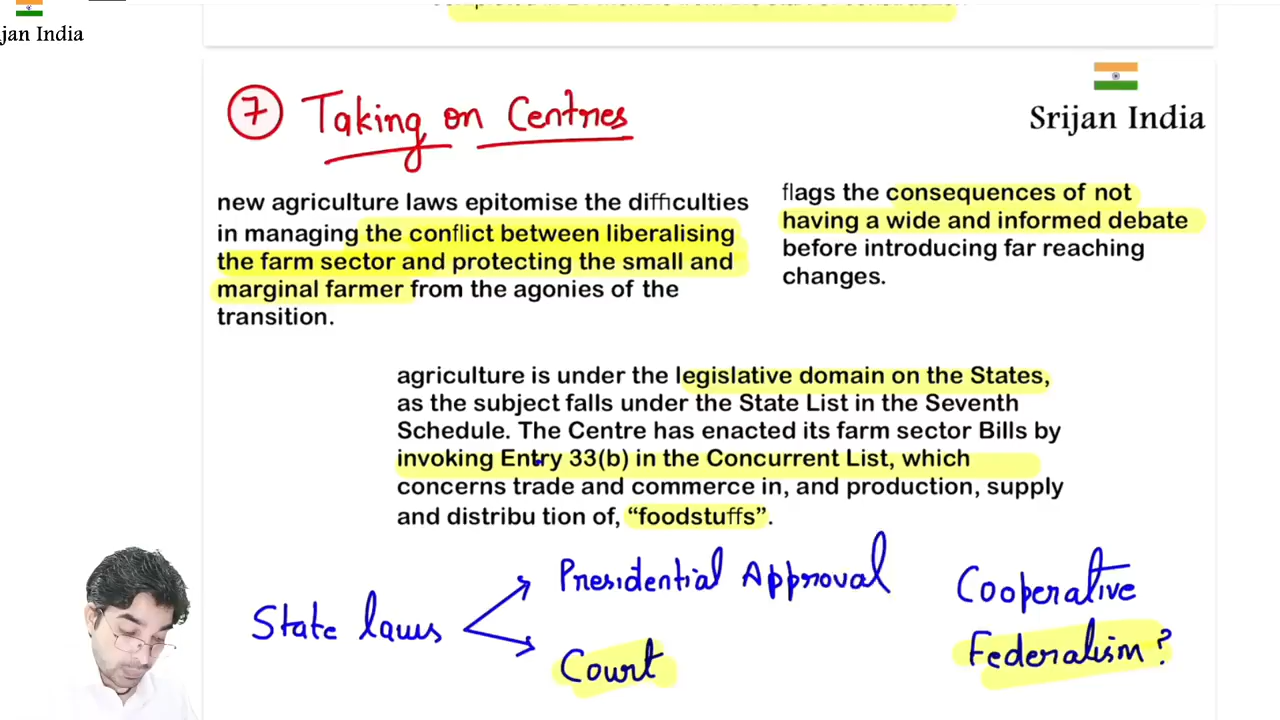 jan India
Srijan India
7 Taking on Centres
new agriculture laws epitomise the difficulties
in managing the conflict between liberalising
the farm sector and protecting the small and
marginal farmer from the agonies of the
transition.
flags the consequences of not
having a wide and informed debate
before introducing far reaching
changes.
agriculture is under the legislative domain on the States,
as the subject falls under the State List in the Seventh
Schedule. The Centre has enacted its farm sector Bills by
invoking Entry 33(b) in the Concurrent List, which
concerns trade and commerce in, and production, supply
and distribu tion of, “foodstuffs”.
State laws
Presidential Approval
Court
Cooperative
Federalism?